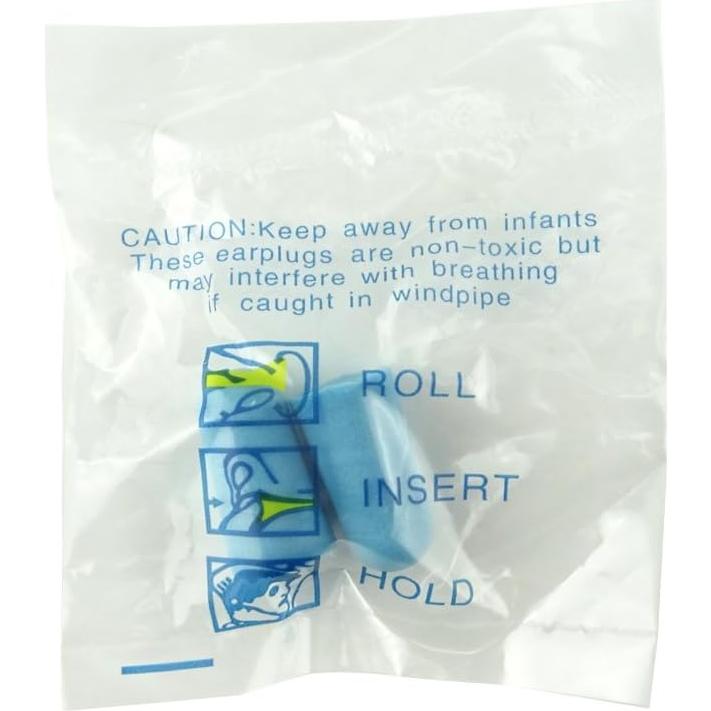 CAUTION:Keep away from infants
These earplugs are non-toxic but
may interfere with breathing
if caught in windpipe
ROLL
INSERT
HOLD